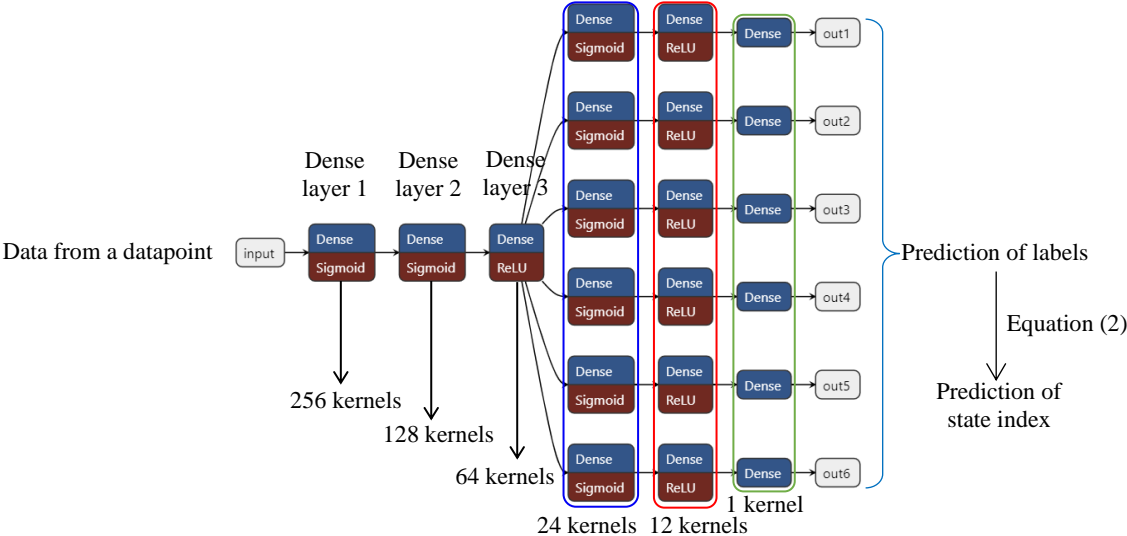 Dense
Sigmoid
Dense
ReLU
Dense
out1
Dense
Sigmoid
Dense
ReLU
Dense
out2
Dense
layer 1
Dense
layer 2
Dense
layer 3
Dense
Sigmoid
Dense
ReLU
Dense
out3
Data from a datapoint
input
Dense
Sigmoid
Dense
Sigmoid
Dense
ReLU
Prediction of labels
Dense
Sigmoid
Dense
ReLU
Dense
out4
Equation (2)
Dense
Sigmoid
Dense
ReLU
Dense
out5
Prediction of
state index
256 kernels
128 kernels
64 kernels
Dense
Sigmoid
Dense
ReLU
Dense
out6
24 kernels
12 kernels
1 kernel